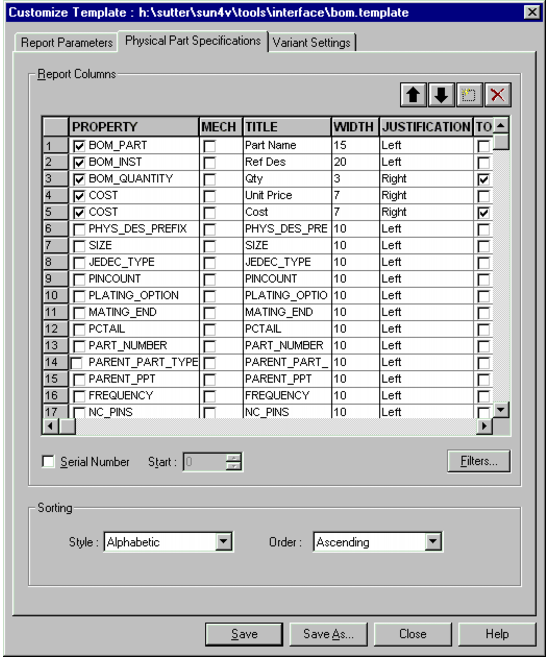 Customize Template : h:\sutter\sun4v\tools\interface\bom.template
Report Parameters Physical Part Specifications Variant Settings
Report Columns
PROPERTY MECH TITLE WIDTH JUSTIFICATION TO
1 BOM_PART Part Name 15 Left
2 BOM_INST Ref Des 20 Left
3 BOM_QUANTITY Qty 3 Right
4 COST Unit Price 7 Right
5 COST Cost 7 Right
6 PHYS_DES_PREFIX PHYS_DES_PRE 10 Left
7 SIZE SIZE 10 Left
8 JEDEC_TYPE JEDEC_TYPE 10 Left
9 PINCOUNT PINCOUNT 10 Left
10 PLATING_OPTION PLATING_OPTIO 10 Left
11 MATING_END MATING_END 10 Left
12 PCTAIL PCTAIL 10 Left
13 PART_NUMBER PART_NUMBER 10 Left
14 PARENT_PART_TYPE PARENT_PART_ 10 Left
15 PARENT_PPT PARENT_PPT 10 Left
16 FREQUENCY FREQUENCY 10 Left
17 NC_PINS NC_PINS 10 Left
Serial Number Start : 0 Filters...
Sorting
Style : Alphabetic Order : Ascending
Save Save As... Close Help